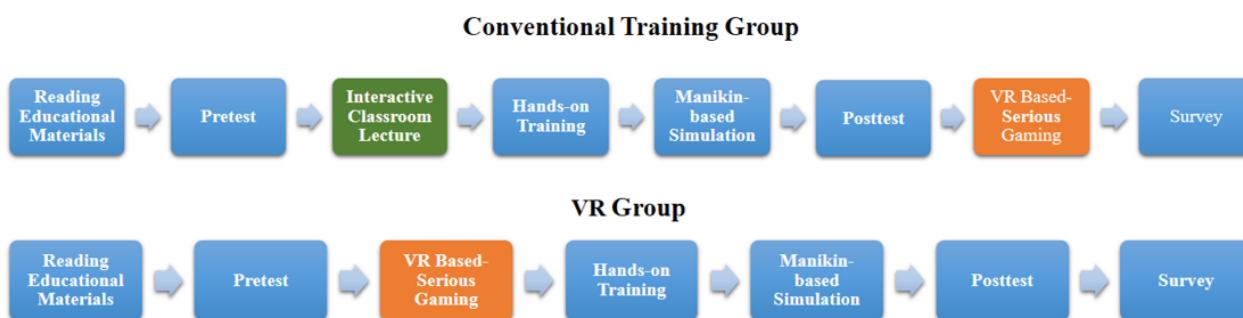 Conventional Training Group
Reading
Educational
Materials
Pretest
Interactive
Classroom
Lecture
Hands-on
Training
Manikin-
based
Simulation
Posttest
VR Based-
Serious
Gaming
Survey
VR Group
Reading
Educational
Materials
Pretest
VR Based-
Serious
Gaming
Hands-on
Training
Manikin-
based
Simulation
Posttest
Survey